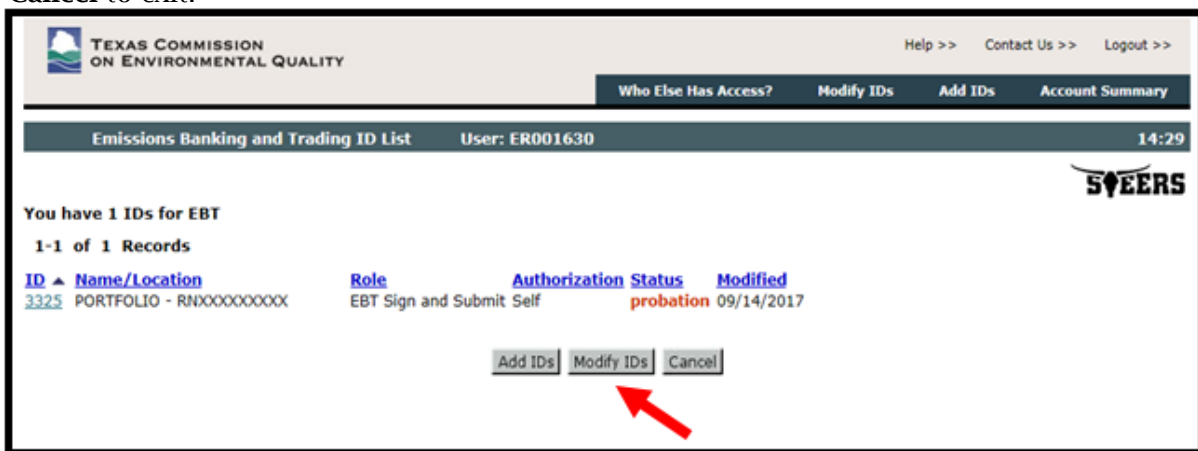 Cancel to exit.
TEXAS COMMISSION
ON ENVIRONMENTAL QUALITY
Help >> Contact Us >> Logout >>
Who Else Has Access? Modify IDs Add IDs Account Summary
Emissions Banking and Trading ID List User: ER001630 14:29
STEERS
You have 1 IDs for EBT
1-1 of 1 Records
ID Name/Location Role Authorization Status Modified
3325 PORTFOLIO - RNXXXXXXXXX EBT Sign and Submit Self probation 09/14/2017
Add IDs Modify IDs Cancel